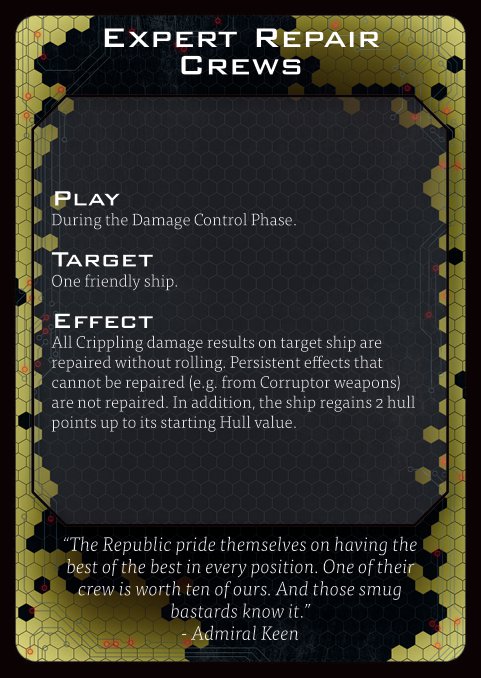 Expert Repair
Crews
Play
During the Damage Control Phase.
Target
One friendly ship.
Effect
All Crippling damage results on target ship are
repaired without rolling. Persistent effects that
cannot be repaired (e.g. from Corruptor weapons)
are not repaired. In addition, the ship regains 2 hull
points up to its starting Hull value.
“The Republic pride themselves on having the
best of the best in every position. One of their
crew is worth ten of ours. And those smug
bastards know it.”
- Admiral Keen